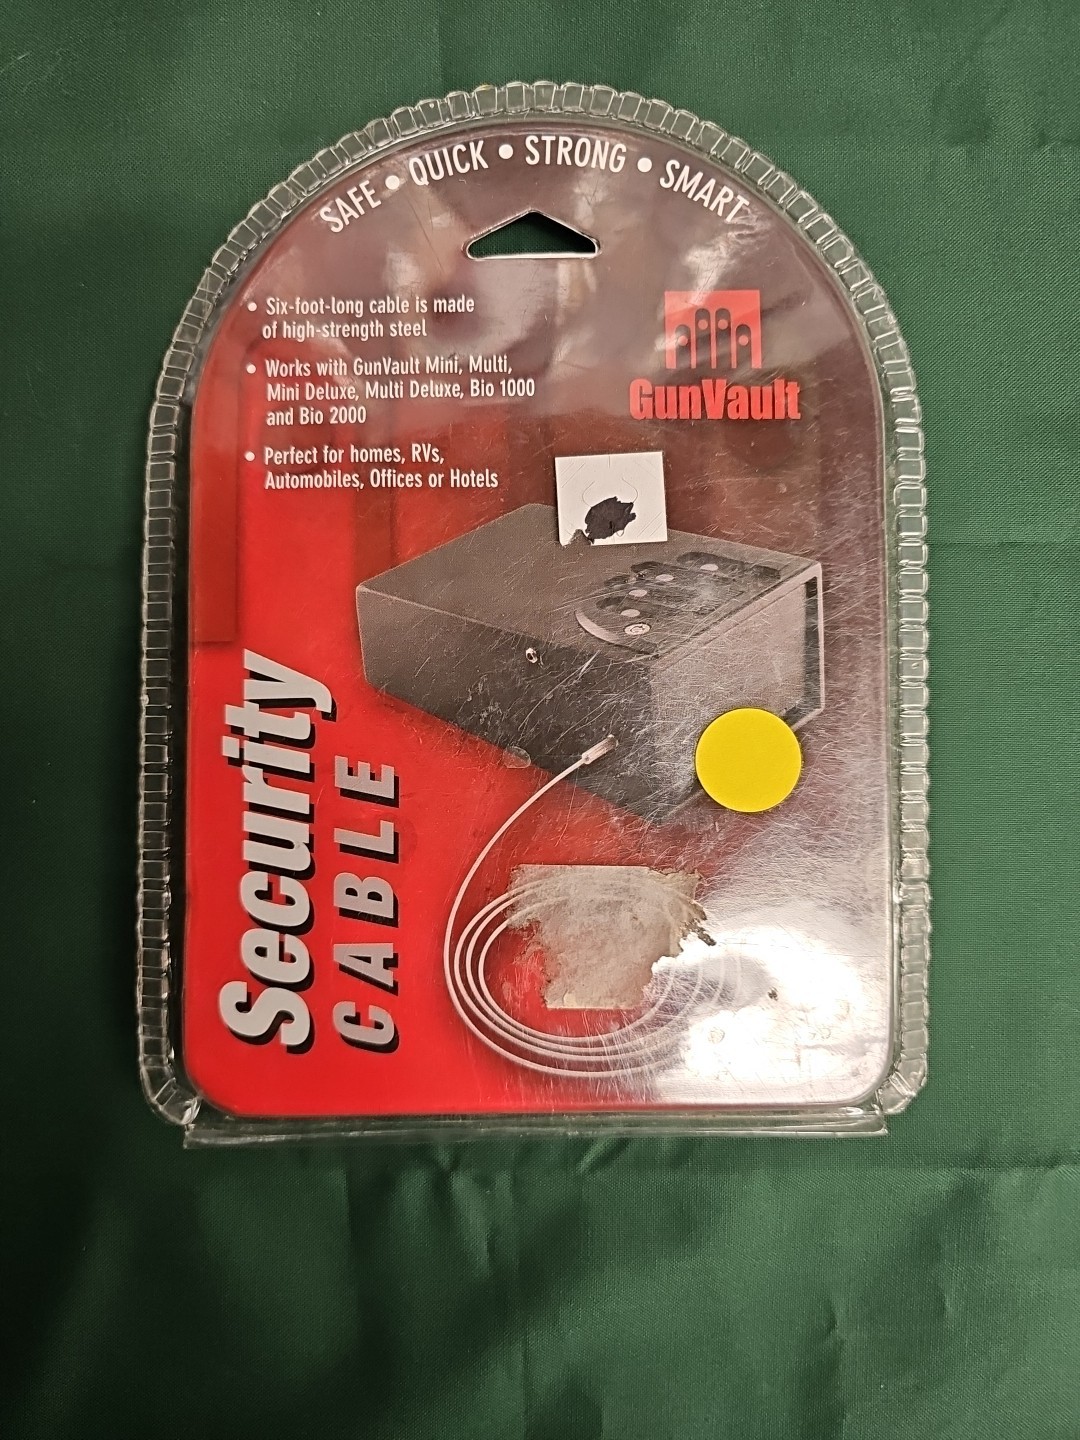 SAFE • QUICK • STRONG • SMART
• Six-foot-long cable is made
of high-strength steel
• Works with GunVault Mini, Multi,
Mini Deluxe, Multi Deluxe, Bio 1000
and Bio 2000
• Perfect for homes, RVs,
Automobiles, Offices or Hotels
GunVault
Security
CABLE